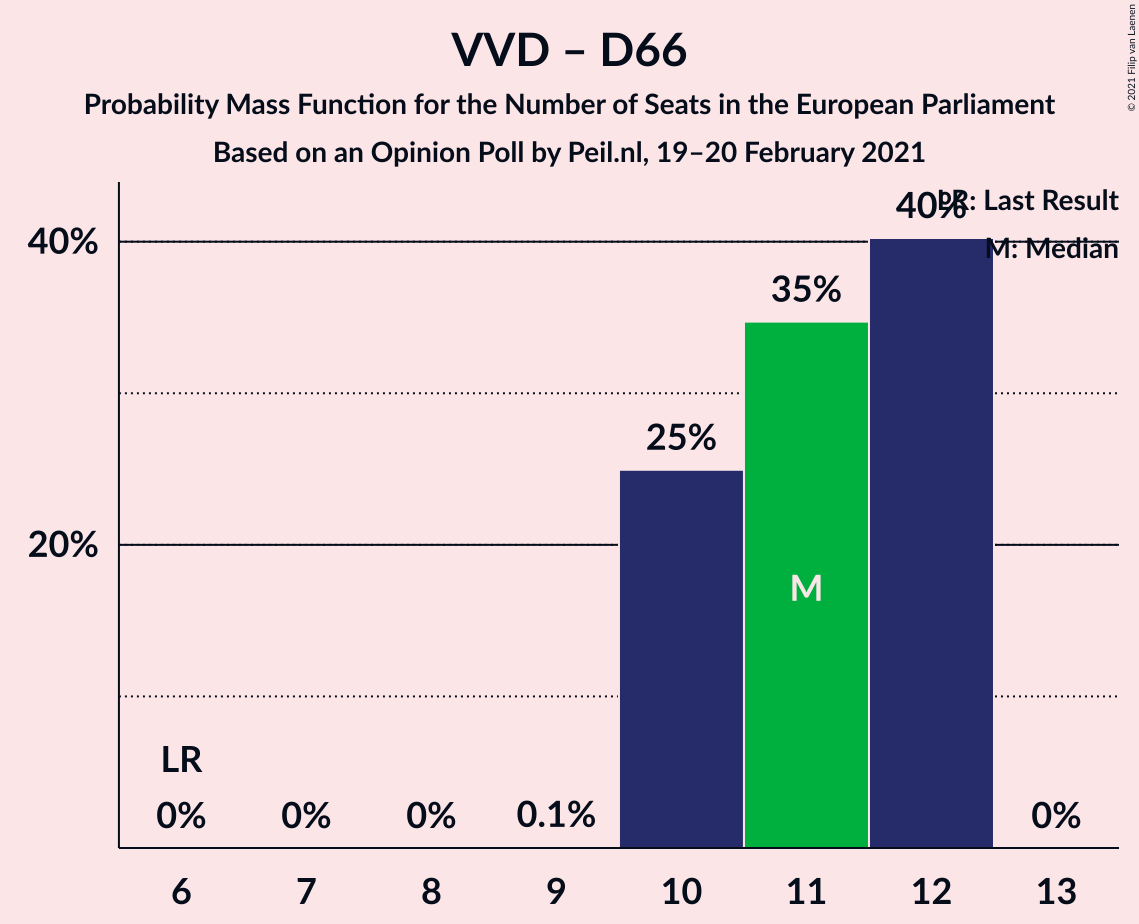 VVD – D66
Probability Mass Function for the Number of Seats in the European Parliament
Based on an Opinion Poll by Peil.nl, 19–20 February 2021
© 2021 Filip van Laenen
LR: Last Result
M: Median
40%
20%
LR
0%
0%
0%
0.1%
25%
35%
M
40%
0%
6
7
8
9
10
11
12
13